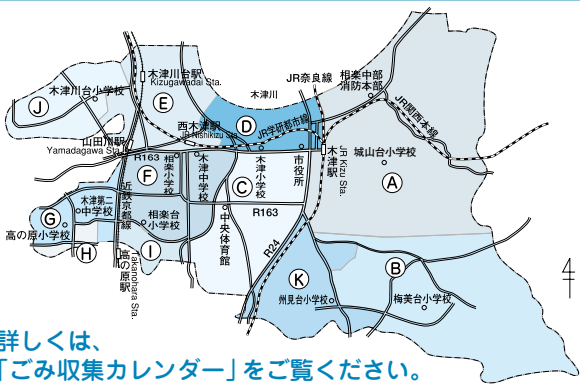 JR奈良線
相楽中部
消防本部
木津川台駅
Kizugawadai Sta.
木津川
木津川台小学校
J
E
JR関西本線
西木津駅
JR Nishikizu Sta.
D
JR学研都市線
山田川駅
Yamadagawa Sta.
R163
F
相楽小学校
木津中学校
C
木津小学校
市役所
木津駅
JR Kizu Sta.
城山台小学校
A
木津第二
中学校
近鉄京都線
相楽台
小学校
R163
G
高の原小学校
H
I
中央体育館
高の原駅
Takanohara Sta.
R24
K
州見台小学校
B
梅美台小学校
4
詳しくは、
「ごみ収集カレンダー」をご覧ください。